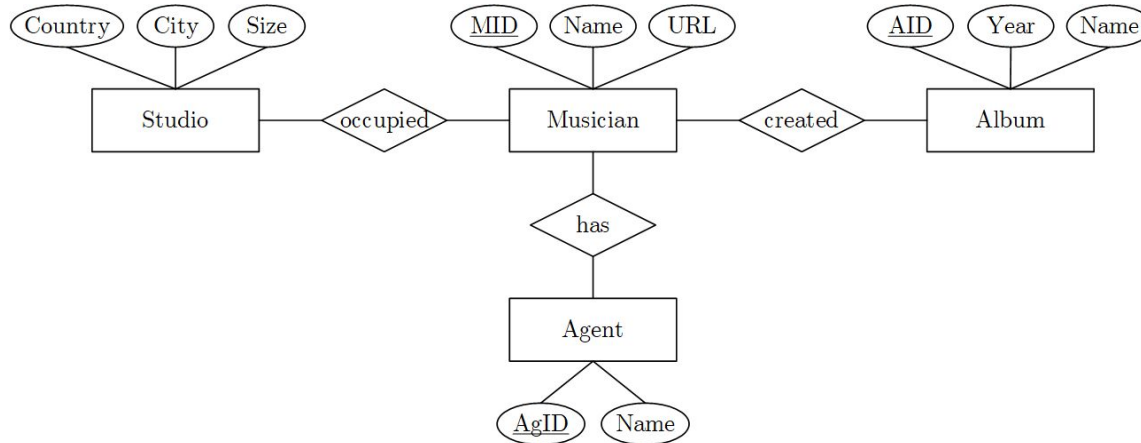 Country City Size MID Name URL AID Year Name
Studio occupied Musician created Album
has
Agent
AgID Name